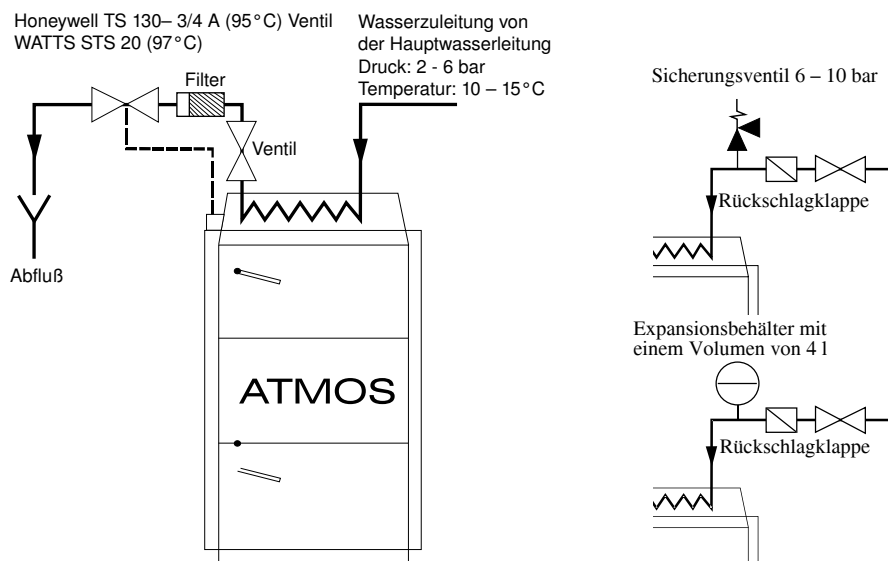 Honeywell TS 130– 3/4 A (95°C) Ventil
WATTS STS 20 (97°C)
Wasserzuleitung von
der Hauptwasserleitung
Druck: 2 - 6 bar
Temperatur: 10 – 15°C
Filter
Ventil
Abfluß
ATMOS
Sicherungsventil 6 – 10 bar
Rückschlagklappe
Expansionsbehälter mit
einem Volumen von 4 l
Rückschlagklappe